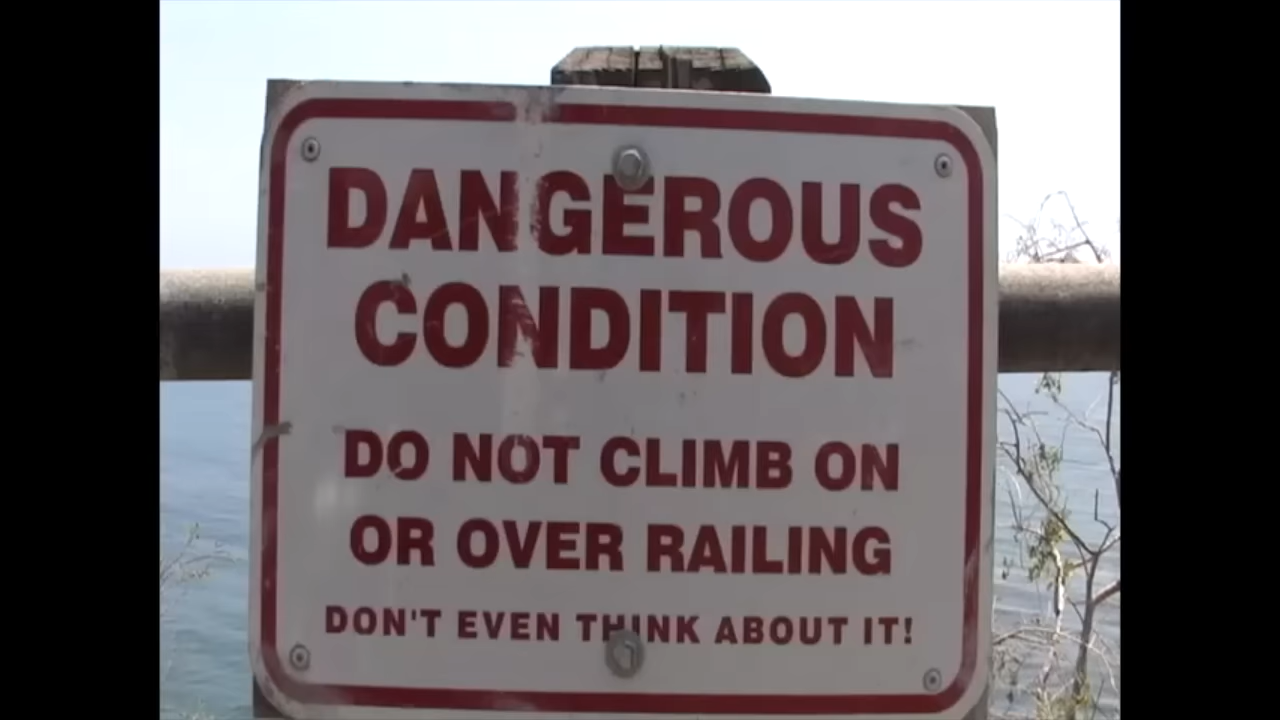 DANGEROUS
CONDITION
DO NOT CLIMB ON
OR OVER RAILING
DON'T EVEN THINK ABOUT IT!